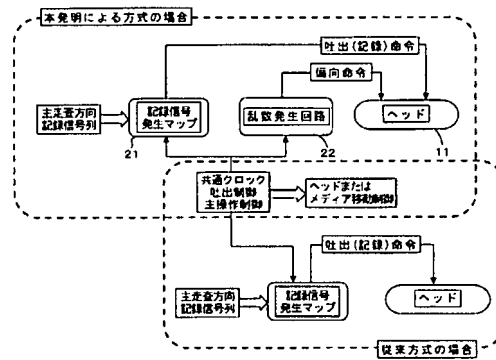 本発明による方式の場合
吐出(記録)命令
偏向命令
主走査方向
記録信号列
記録信号
発生マップ
乱数発生回路
ヘッド
21
22
11
共通クロック
吐出制御
主操作制御
ヘッドまたは
メディア移動制御
吐出(記録)命令
主走査方向
記録信号列
記録信号
発生マップ
ヘッド
従来方式の場合